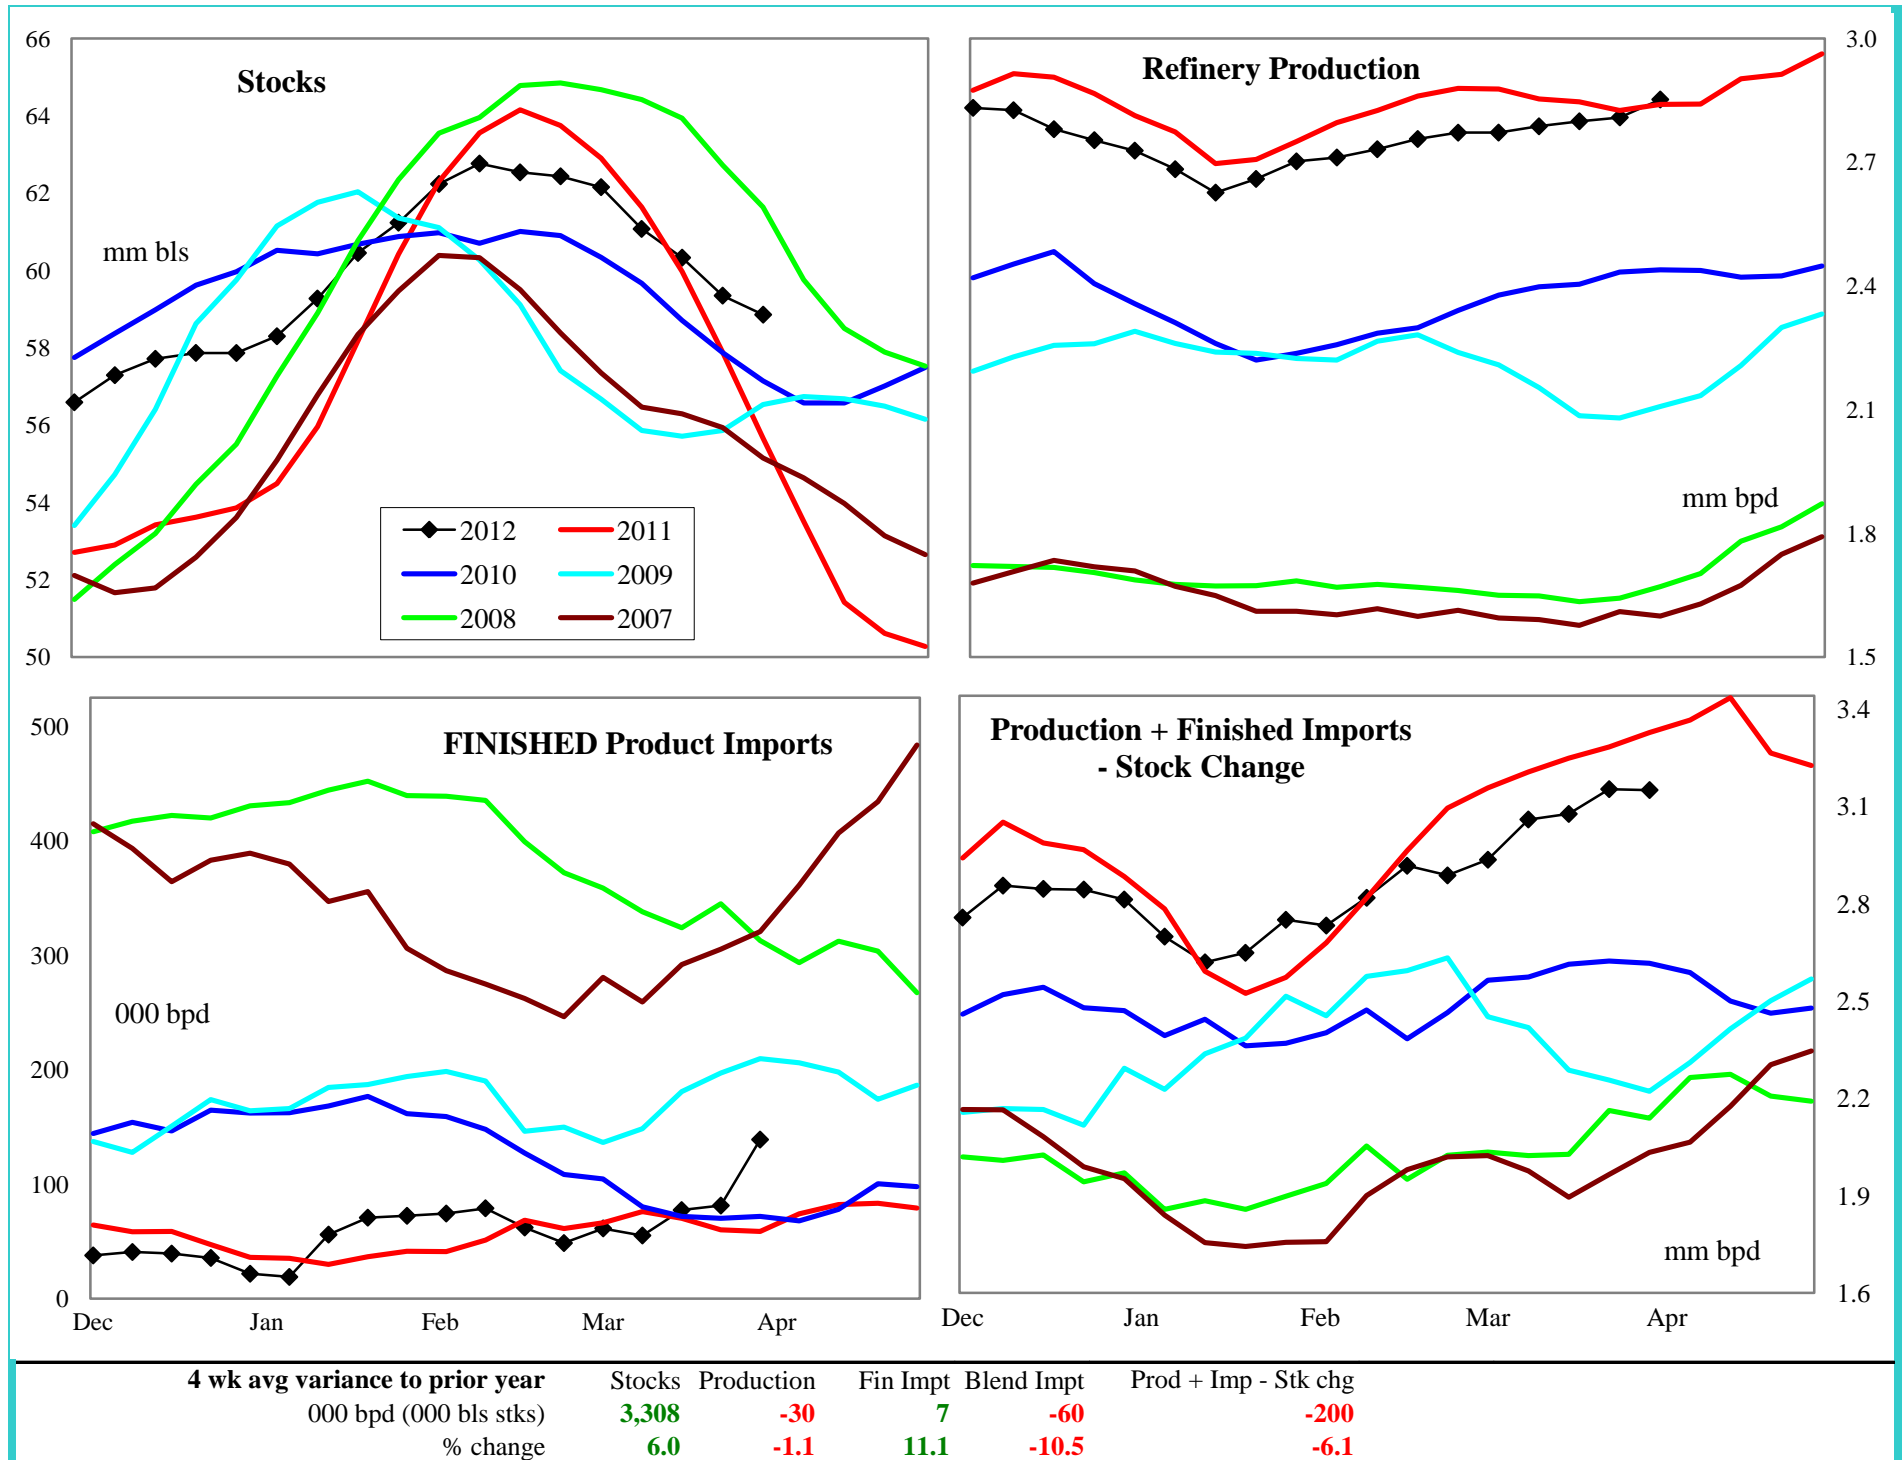 Stocks
66
64
62
60
58
56
54
52
50
mm bls
2012 2011
2010 2009
2008 2007
Refinery Production
3.0
2.7
2.4
2.1
1.8
1.5
mm bpd
FINISHED Product Imports
500
400
300
200
100
0
000 bpd
Dec Jan Feb Mar Apr
Production + Finished Imports
- Stock Change
3.4
3.1
2.8
2.5
2.2
1.9
1.6
mm bpd
Dec Jan Feb Mar Apr
4 wk avg variance to prior year Stocks Production Fin Impt Blend Impt Prod + Imp - Stk chg
000 bpd (000 bls stks) 3,308 -30 7 -60 -200
% change 6.0 -1.1 11.1 -10.5 -6.1